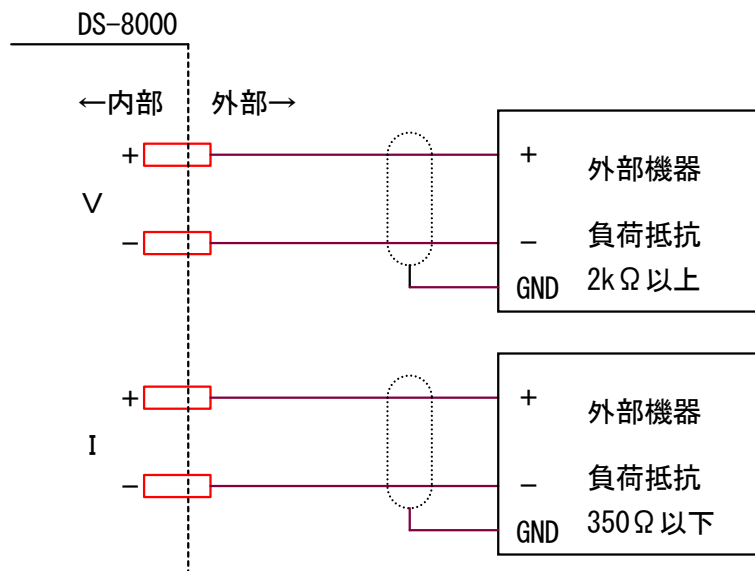 DS-8000
←内部 外部→
+
V
-
+
外部機器
-
負荷抵抗
GND
2kΩ以上
+
I
-
+
外部機器
-
負荷抵抗
GND
350Ω以下